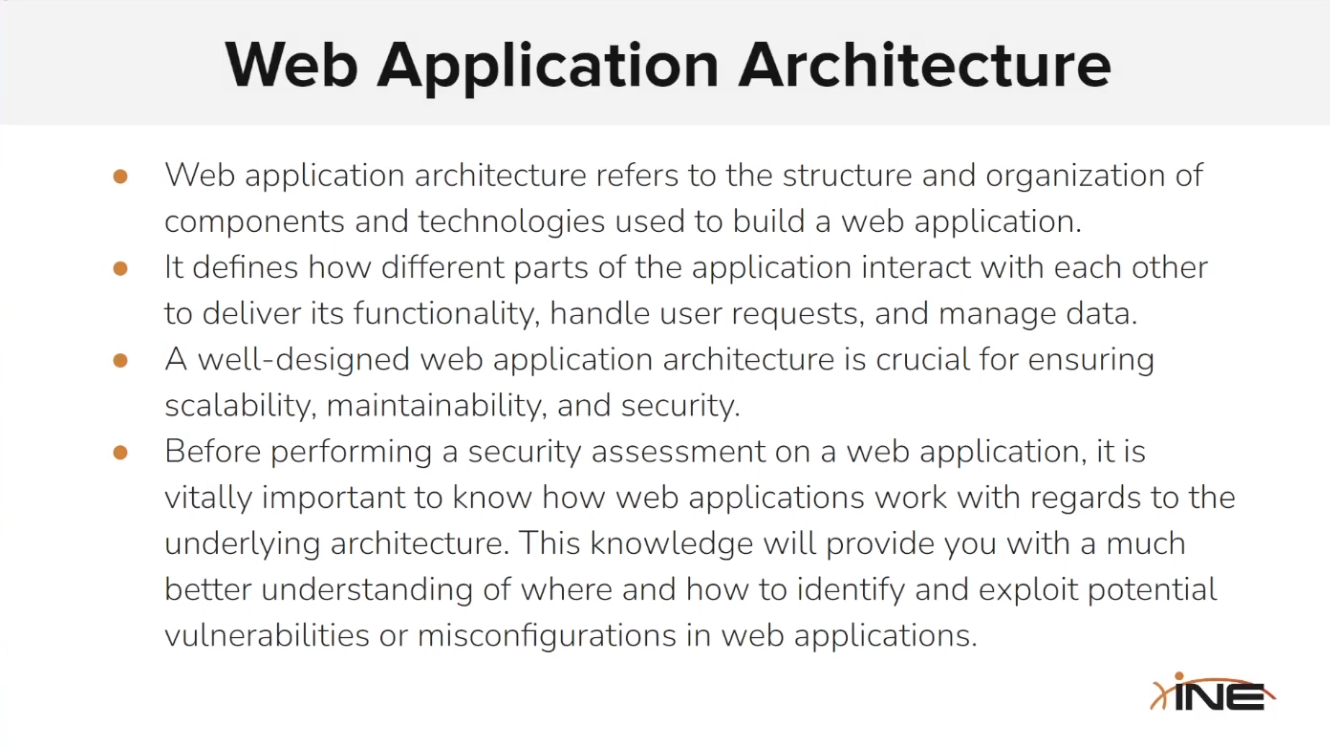 Web Application Architecture
● Web application architecture refers to the structure and organization of
components and technologies used to build a web application.
● It defines how different parts of the application interact with each other
to deliver its functionality, handle user requests, and manage data.
● A well-designed web application architecture is crucial for ensuring
scalability, maintainability, and security.
● Before performing a security assessment on a web application, it is
vitally important to know how web applications work with regards to the
underlying architecture. This knowledge will provide you with a much
better understanding of where and how to identify and exploit potential
vulnerabilities or misconfigurations in web applications.
INE